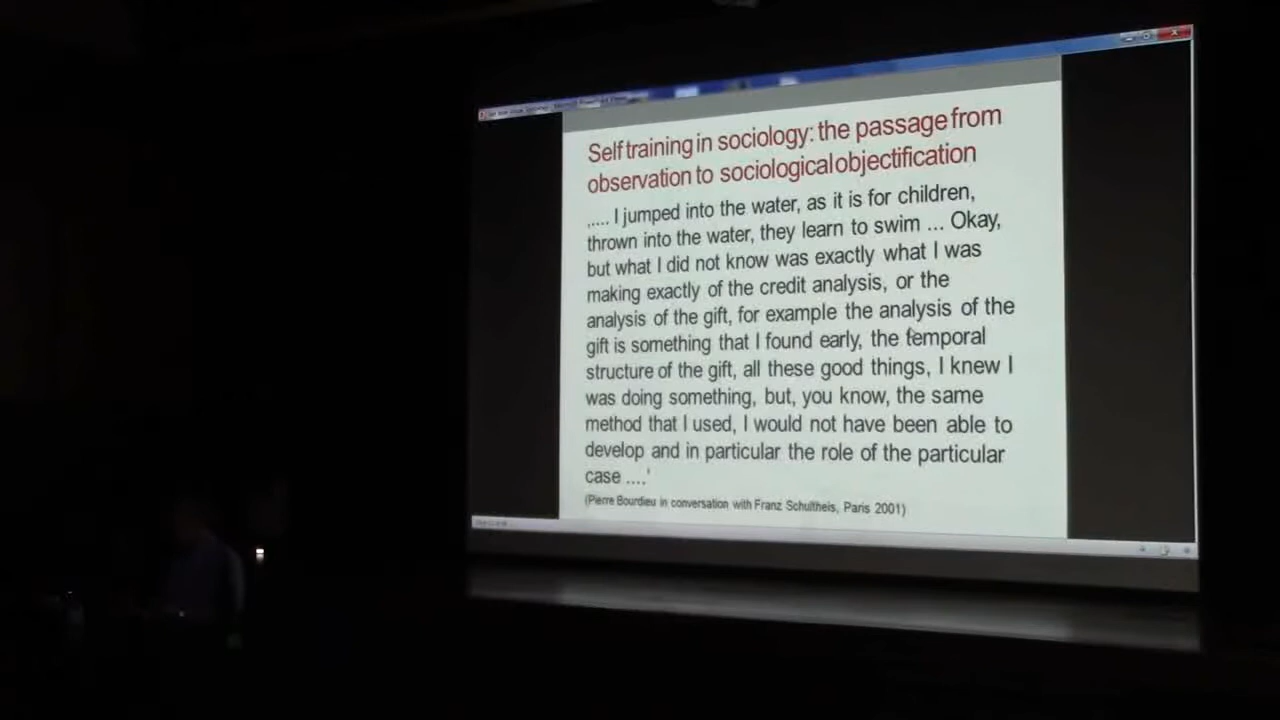 Self training in sociology: the passage from
observation to sociological objectification
..... I jumped into the water, as it is for children,
thrown into the water, they learn to swim ... Okay,
but what I did not know was exactly what I was
making exactly of the credit analysis, or the
analysis of the gift, for example the analysis of the
gift is something that I found early, the temporal
structure of the gift, all these good things, I knew I
was doing something, but, you know, the same
method that I used, I would not have been able to
develop and in particular the role of the particular
case ....'
(Pierre Bourdieu in conversation with Franz Schultheis, Paris 2001)